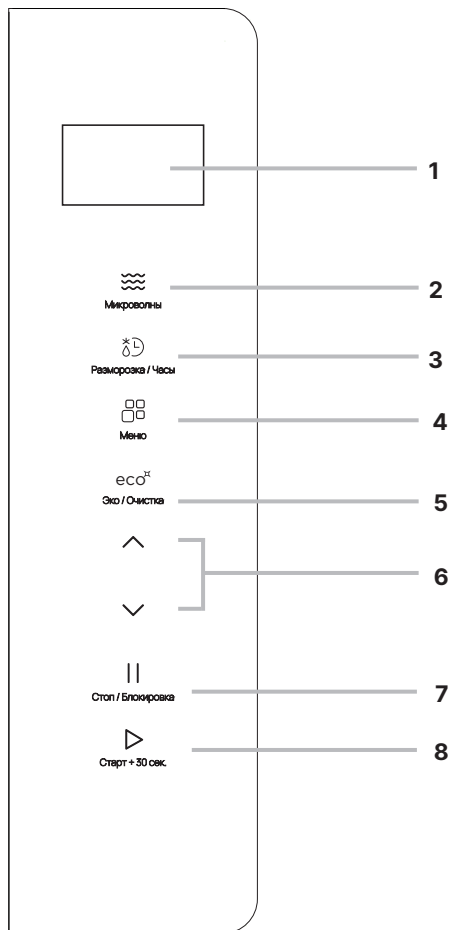 1
Микроволны
2
Разморозка / Часы
3
Меню
4
eco
Эко / Очистка
5
6
Стоп / Блокировка
7
Старт + 30 сек.
8